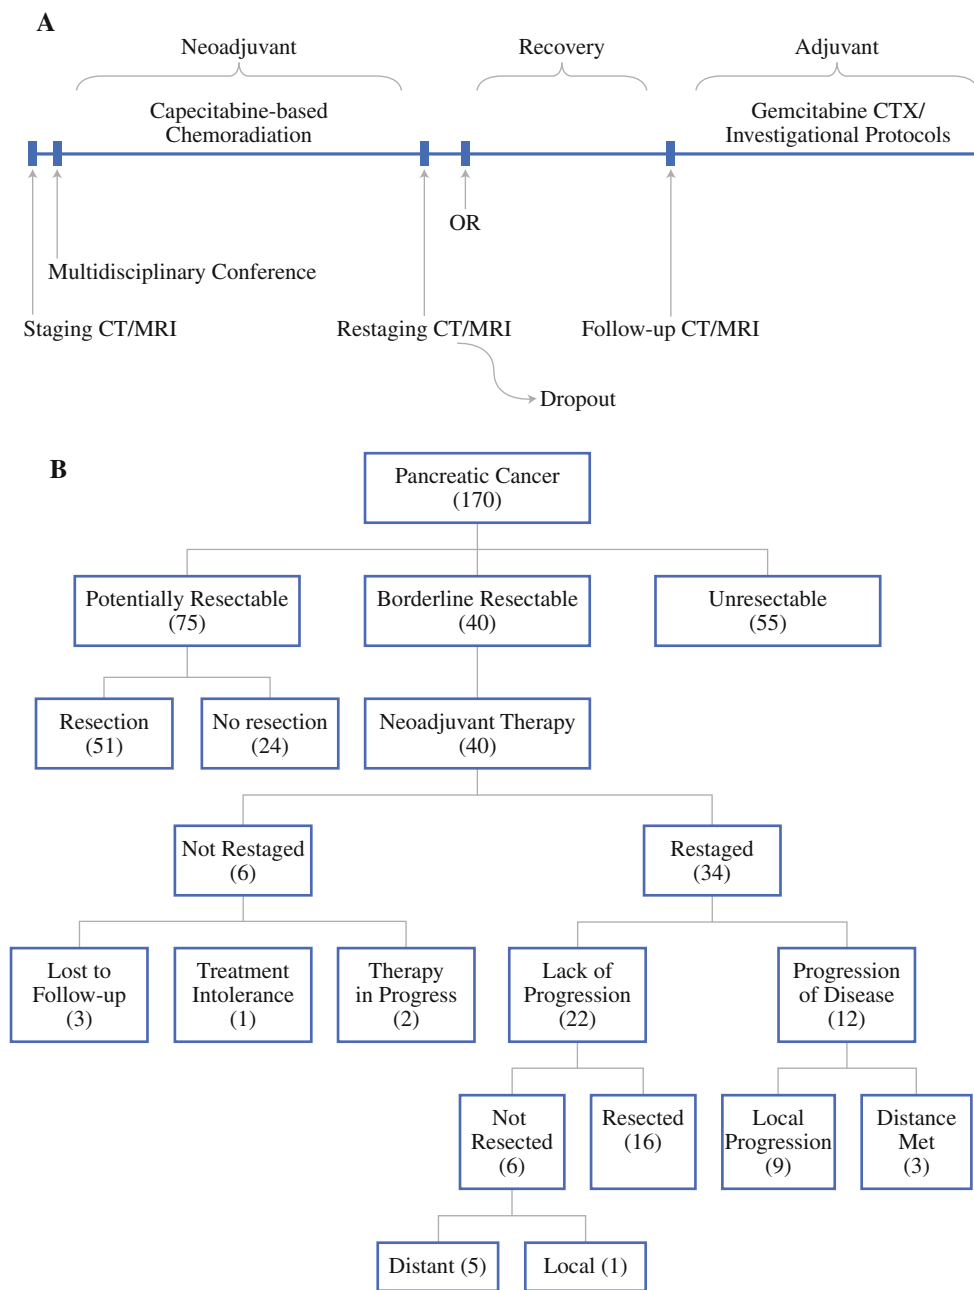 A
Neoadjuvant
Recovery
Adjuvant
Capecitabine-based
Chemoradiation
Gemcitabine CTX/
Investigational Protocols
OR
Multidisciplinary Conference
Staging CT/MRI
Restaging CT/MRI
Follow-up CT/MRI
Dropout
B
Pancreatic Cancer
(170)
Potentially Resectable
(75)
Borderline Resectable
(40)
Unresectable
(55)
Resection
(51)
No resection
(24)
Neoadjuvant Therapy
(40)
Not Restaged
(6)
Restaged
(34)
Lost to
Follow-up
(3)
Treatment
Intolerance
(1)
Therapy
in Progress
(2)
Lack of
Progression
(22)
Progression
of Disease
(12)
Not
Resected
(6)
Resected
(16)
Local
Progression
(9)
Distance
Met
(3)
Distant (5)
Local (1)